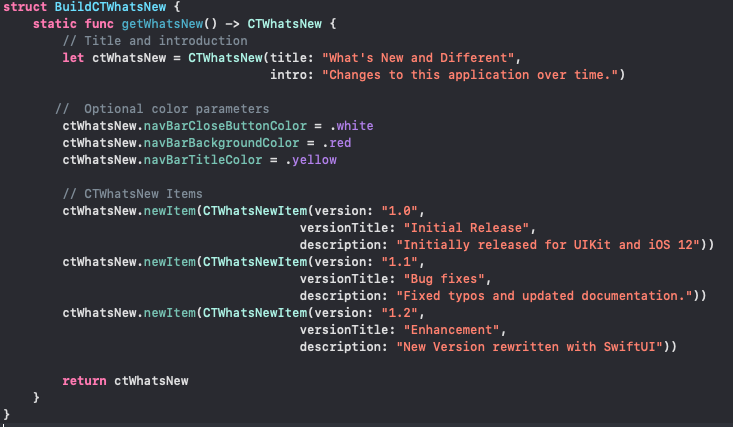 struct BuildCTWhatsNew {
    static func getWhatsNew() -> CTWhatsNew {
        // Title and introduction
        let ctWhatsNew = CTWhatsNew(title: "What's New and Different",
                                    intro: "Changes to this application over time.")

       //  Optional color parameters
        ctWhatsNew.navBarCloseButtonColor = .white
        ctWhatsNew.navBarBackgroundColor = .red
        ctWhatsNew.navBarTitleColor = .yellow

        // CTWhatsNew Items
        ctWhatsNew.newItem(CTWhatsNewItem(version: "1.0",
                                        versionTitle: "Initial Release",
                                        description: "Initially released for UIKit and iOS 12"))
        ctWhatsNew.newItem(CTWhatsNewItem(version: "1.1",
                                        versionTitle: "Bug fixes",
                                        description: "Fixed typos and updated documentation."))
        ctWhatsNew.newItem(CTWhatsNewItem(version: "1.2",
                                        versionTitle: "Enhancement",
                                        description: "New Version rewritten with SwiftUI"))

        return ctWhatsNew
    }
}